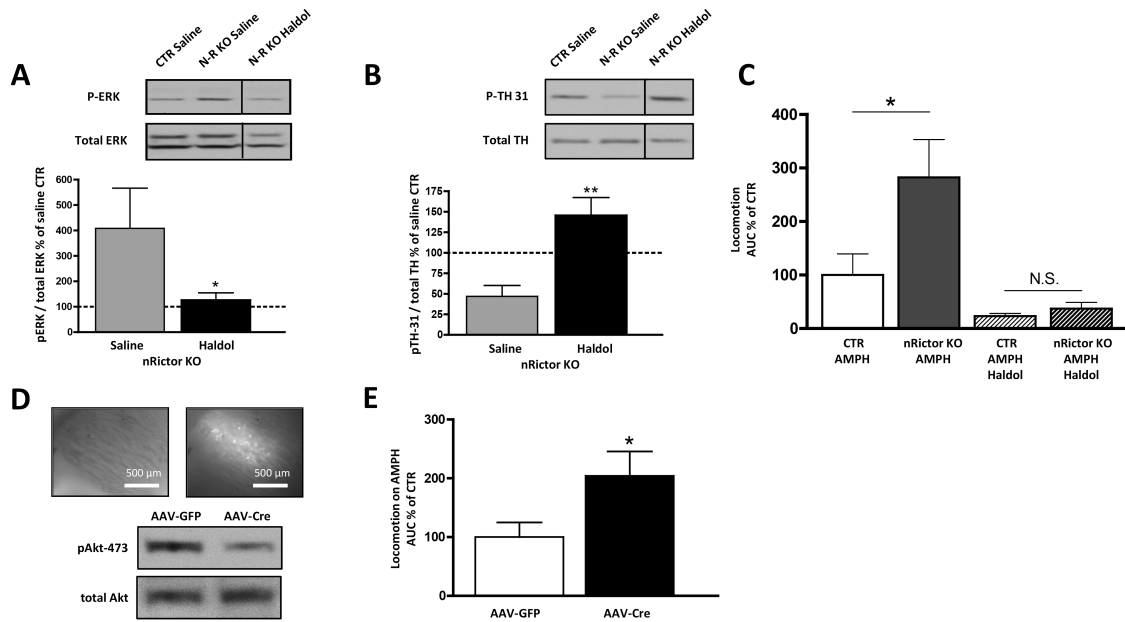 A
CTR Saline
N-R KO Saline
N-R KO Haldol
P-ERK
Total ERK
pERK / total ERK % of saline CTR
600
500
400
300
200
100
0
*
Saline
Haldol
nRictor KO
B
CTR Saline
N-R KO Saline
N-R KO Haldol
P-TH 31
Total TH
pTH-31 / total TH % of saline CTR
175
150
125
100
75
50
25
0
**
Saline
Haldol
nRictor KO
C
Locomotion
AUC % of CTR
400
300
200
100
0
*
N.S.
CTR
AMPH
nRictor KO
AMPH
CTR
AMPH
Haldol
nRictor KO
AMPH
Haldol
D
500 µm
500 µm
AAV-GFP
AAV-Cre
pAkt-473
total Akt
E
Locomotion on AMPH
AUC % of CTR
300
200
100
0
*
AAV-GFP
AAV-Cre